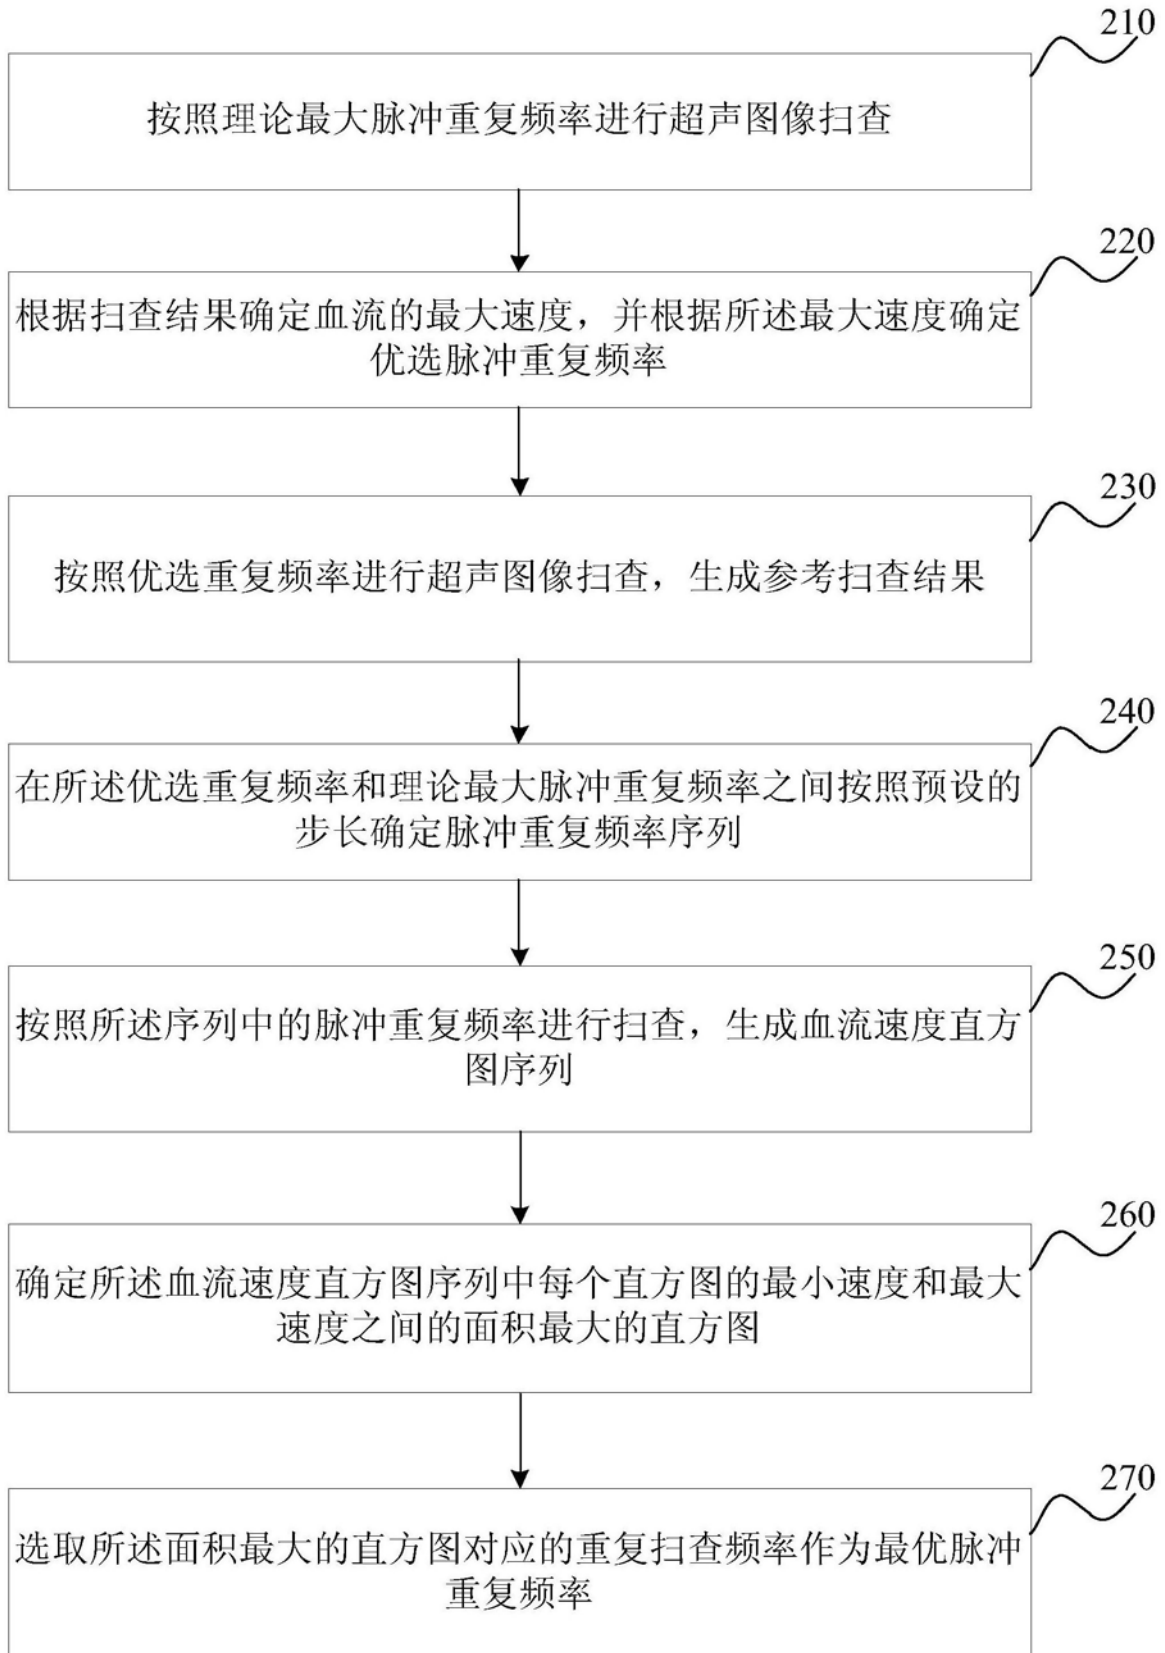 210
按照理论最大脉冲重复频率进行超声图像扫查
220
根据扫查结果确定血流的最大速度，并根据所述最大速度确定
优选脉冲重复频率
230
按照优选重复频率进行超声图像扫查，生成参考扫查结果
240
在所述优选重复频率和理论最大脉冲重复频率之间按照预设的
步长确定脉冲重复频率序列
250
按照所述序列中的脉冲重复频率进行扫查，生成血流速度直方
图序列
260
确定所述血流速度直方图序列中每个直方图的最小速度和最大
速度之间的面积最大的直方图
270
选取所述面积最大的直方图对应的重复扫查频率作为最优脉冲
重复频率